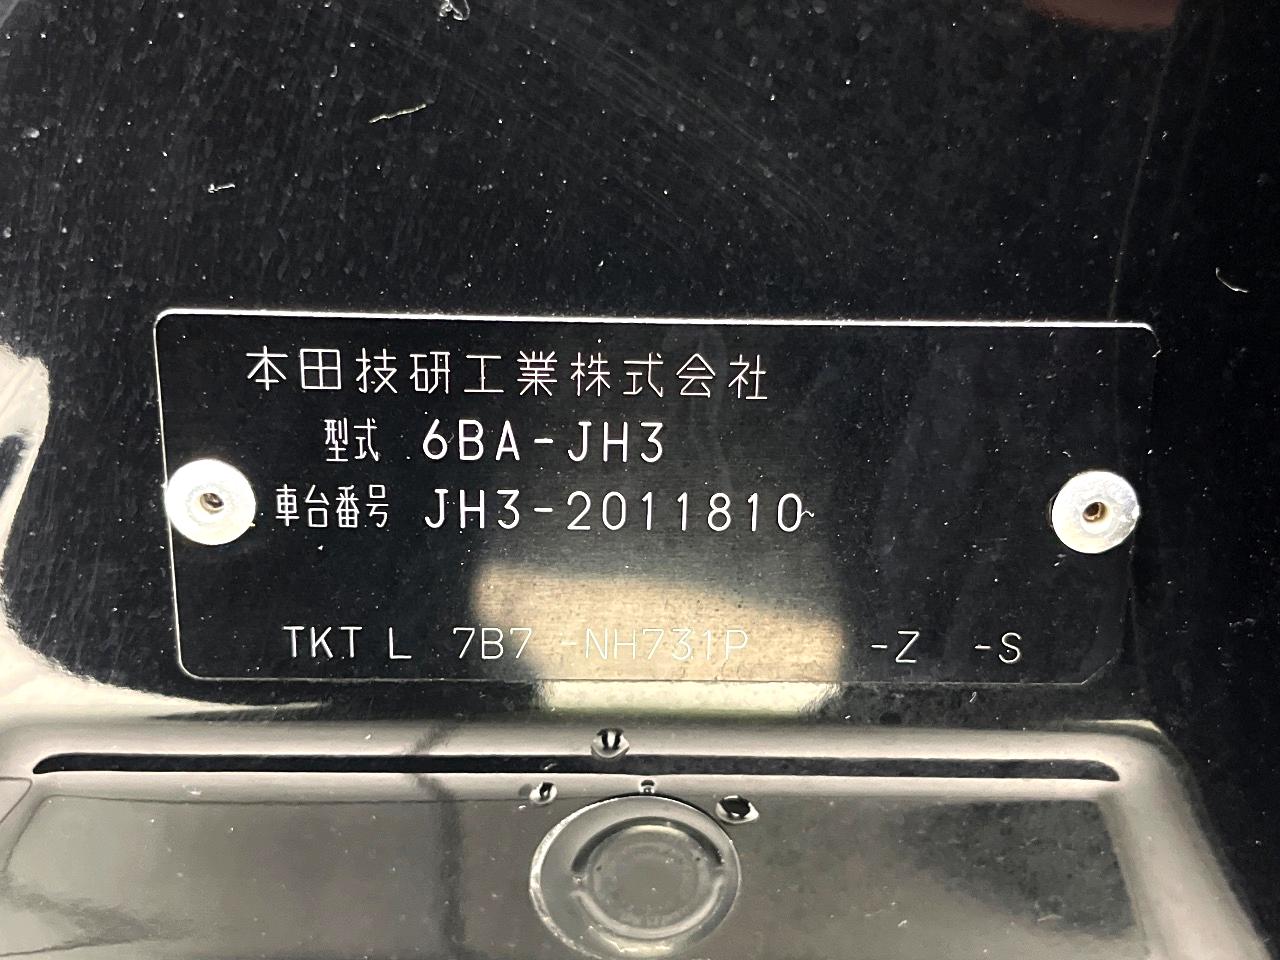 本田技研工業株式会社
型式 6BA-JH3
車台番号 JH3-2011810
TKT L 7B7 -NH731P -Z -S